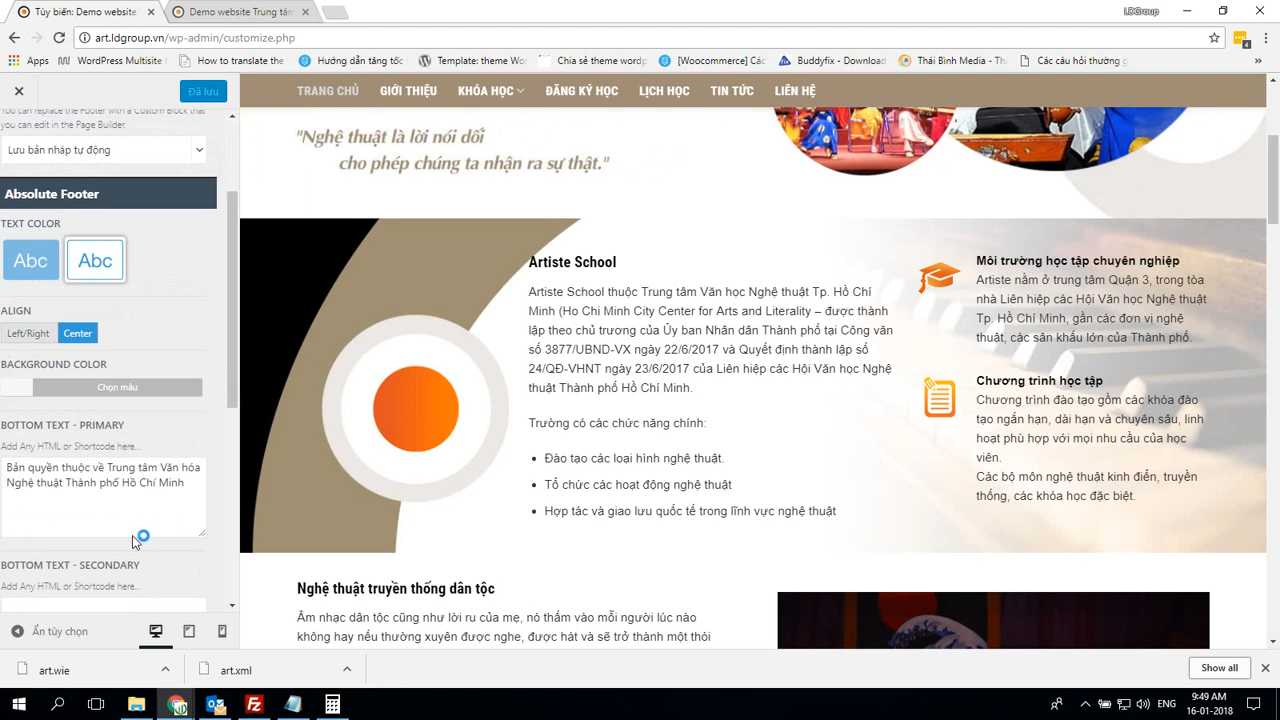 Tùy biến: Demo website
Demo website Trung tâm
LDGroup
art.ldgroup.vn/wp-admin/customize.php
4
Apps
WordPress Multisite
How to translate the
Hướng dẫn tăng tốc
Template: theme Wor
Chia sẻ theme wordp
[Woocommerce] Các
Buddyfix - Download
Thái Bình Media - Th
Các câu hỏi thường g
Đã lưu
TRANG CHỦ
GIỚI THIỆU
KHÓA HỌC
ĐĂNG KÝ HỌC
LỊCH HỌC
TIN TỨC
LIÊN HỆ
You can replace the Footer with a Custom Block that
you can edit in the Page Builder.
Lưu bản nháp tự động
Absolute Footer
TEXT COLOR
Abc
Abc
ALIGN
Left/Right
Center
BACKGROUND COLOR
Chọn màu
BOTTOM TEXT - PRIMARY
Add Any HTML or Shortcode here...
Bản quyền thuộc về Trung tâm Văn hóa
Nghệ thuật Thành phố Hồ Chí Minh
BOTTOM TEXT - SECONDARY
Add Any HTML or Shortcode here...
Ẩn tùy chọn
"Nghệ thuật là lời nói dối
cho phép chúng ta nhận ra sự thật."
Artiste School
Artiste School thuộc Trung tâm Văn học Nghệ thuật Tp. Hồ Chí
Minh (Ho Chi Minh City Center for Arts and Literality – được thành
lập theo chủ trương của Ủy ban Nhân dân Thành phố tại Công văn
số 3877/UBND-VX ngày 22/6/2017 và Quyết định thành lập số
24/QĐ-VHNT ngày 23/6/2017 của Liên hiệp các Hội Văn học Nghệ
thuật Thành phố Hồ Chí Minh.
Trường có các chức năng chính:
Đào tạo các loại hình nghệ thuật.
Tổ chức các hoạt động nghệ thuật
Hợp tác và giao lưu quốc tế trong lĩnh vực nghệ thuật
Môi trường học tập chuyên nghiệp
Artiste nằm ở trung tâm Quận 3, trong tòa
nhà Liên hiệp các Hội Văn học Nghệ thuật
Tp. Hồ Chí Minh, gần các đơn vị nghệ
thuật, các sân khấu lớn của Thành phố.
Chương trình học tập
Chương trình đào tạo gồm các khóa đào
tạo ngắn hạn, dài hạn và chuyên sâu, linh
hoạt phù hợp với mọi nhu cầu của học
viên.
Các bộ môn nghệ thuật kinh điển, truyền
thống, các khóa học đặc biệt.
Nghệ thuật truyền thống dân tộc
Âm nhạc dân tộc cũng như lời ru của mẹ, nó thấm vào mỗi người lúc nào
không hay nếu thường xuyên được nghe, được hát và sẽ trở thành một thói
art.wie
art.xml
Show all
ENG
9:49 AM
16-01-2018